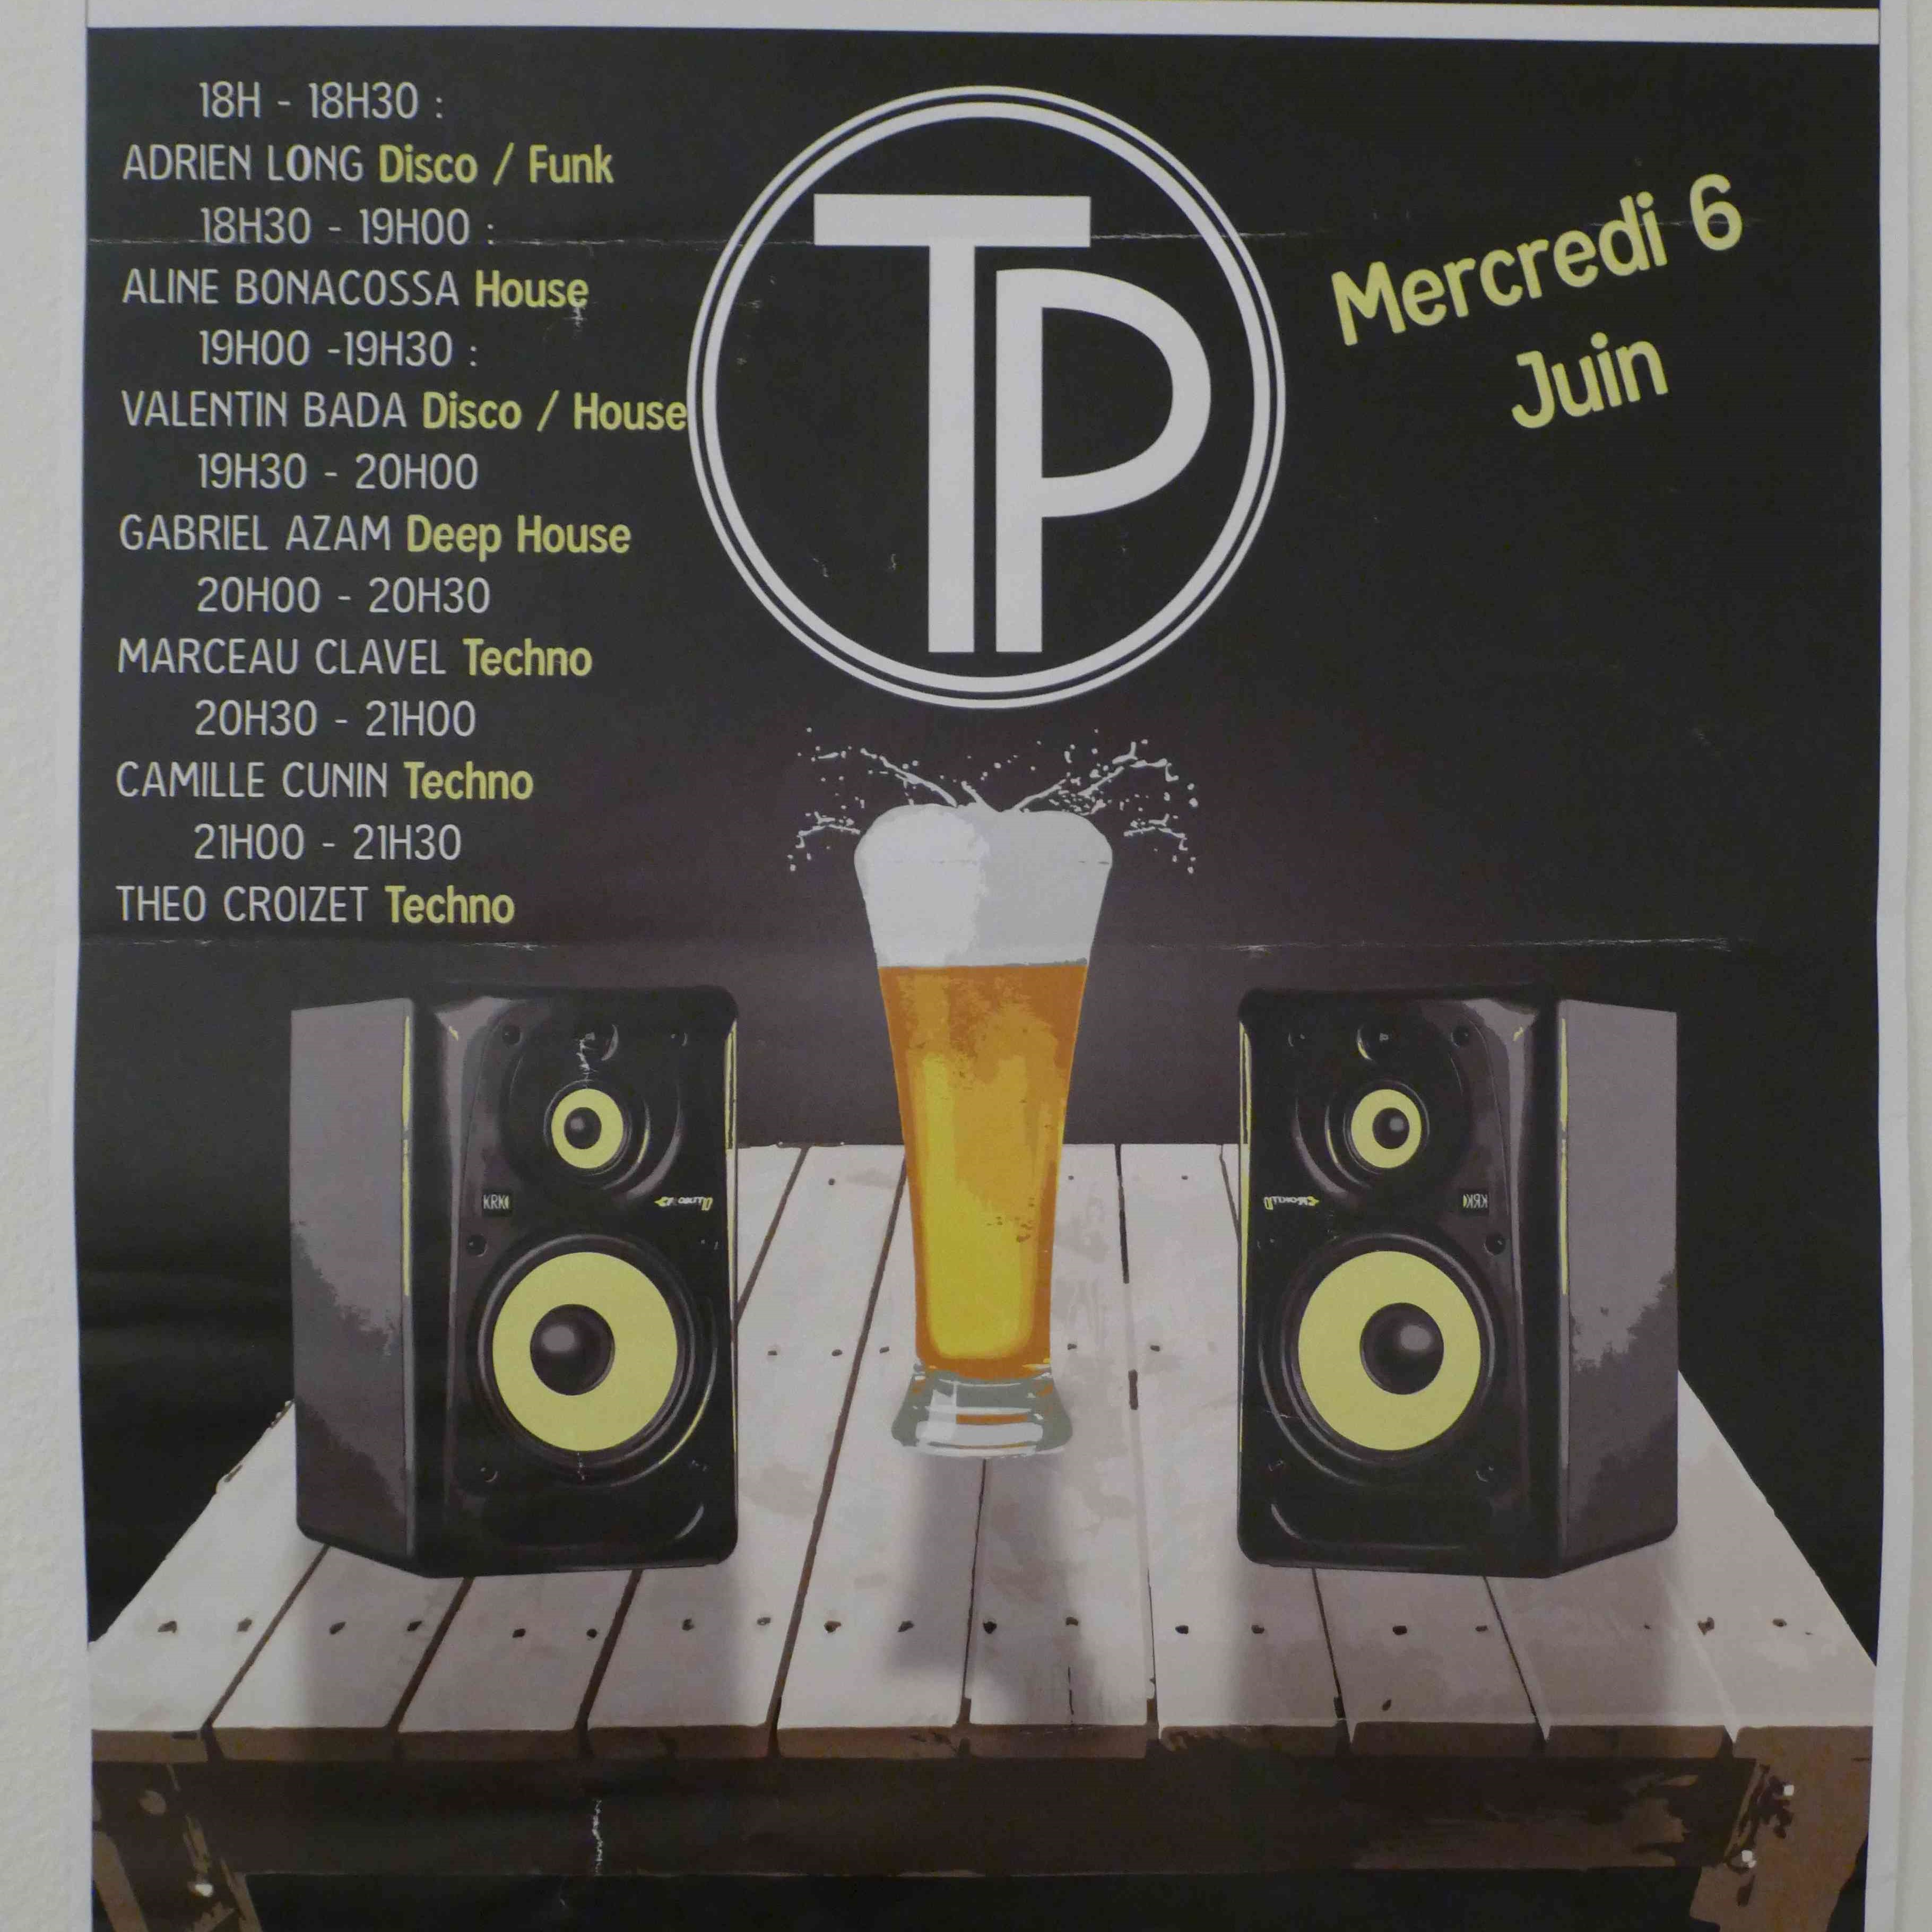 18H - 18H30 :
ADRIEN LONG Disco / Funk
18H30 - 19H00 :
ALINE BONACOSSA House
19H00 -19H30 :
VALENTIN BADA Disco / House
19H30 - 20H00
GABRIEL AZAM Deep House
20H00 - 20H30
MARCEAU CLAVEL Techno
20H30 - 21H00
CAMILLE CUNIN Techno
21H00 - 21H30
THEO CROIZET Techno
TP
Mercredi 6
Juin
KRK
KRK